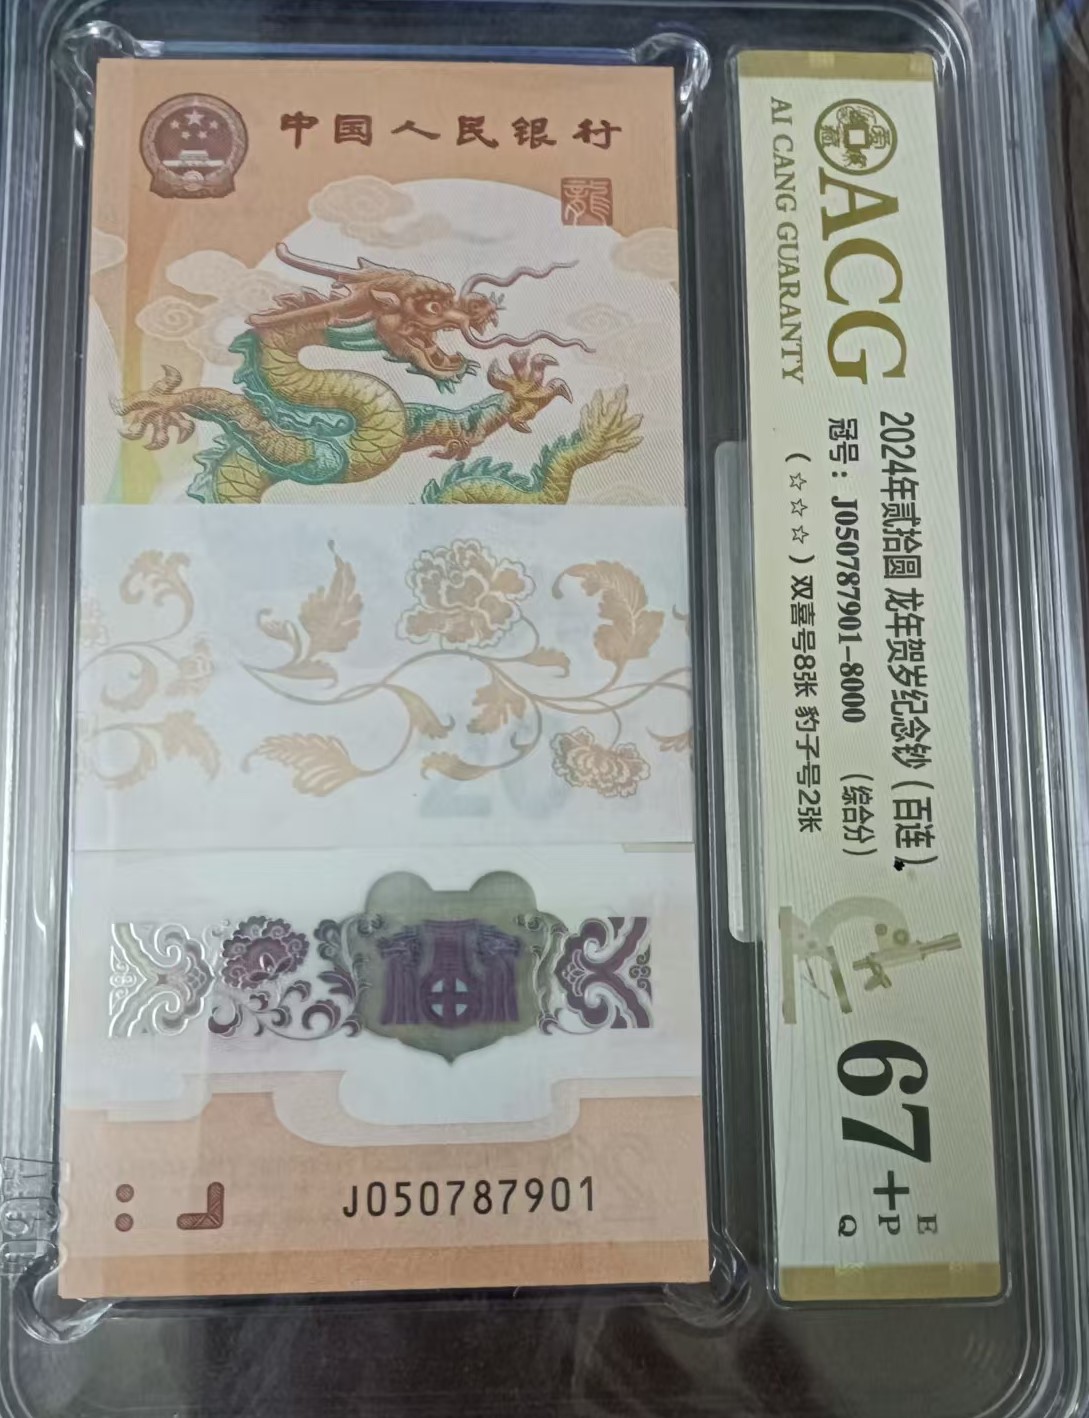 中国人民银行
龍
J050787901
ACG
AI CANG GUARANTY
2024年贰拾圆 龙年贺岁纪念钞（百连）
冠号：J050787901-8000 （综合分）
（☆☆☆）双喜号8张 豹子号2张
67+
E
P
Q